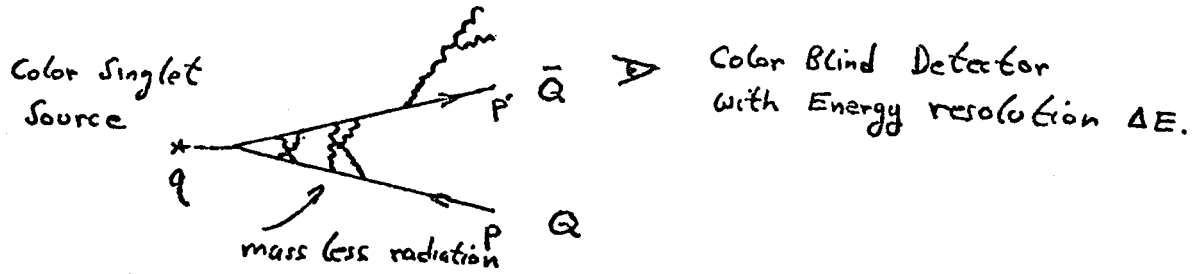 Color Singlet
Source
q
p'
Q̄
Color Blind Detector
with Energy resolution ΔE.
p
Q
mass less radiation